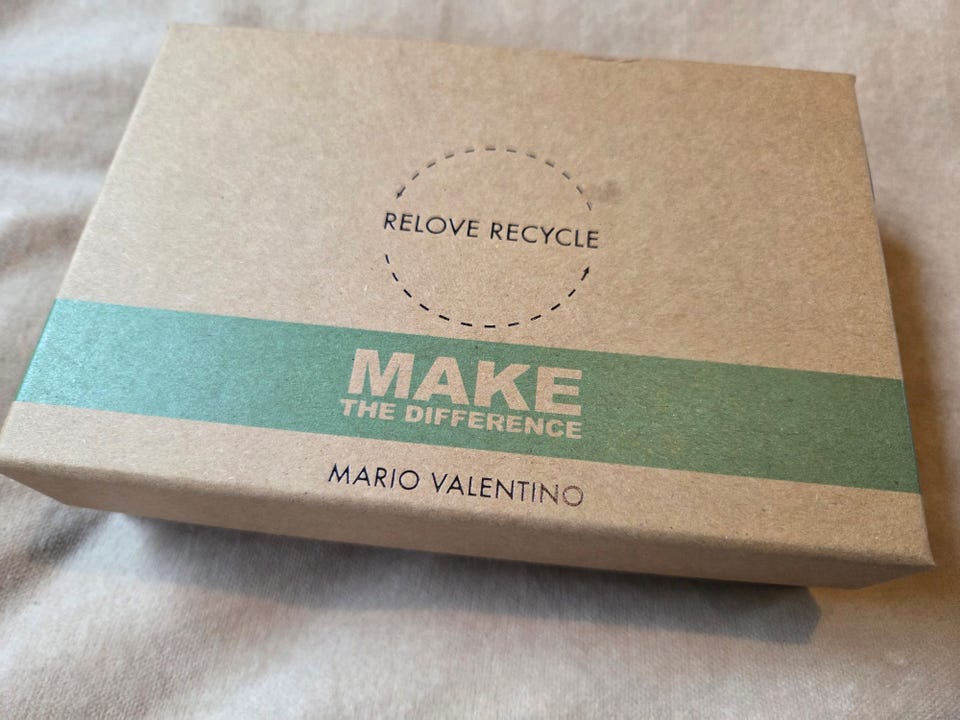 RELOVE RECYCLE
MAKE
THE DIFFERENCE
MARIO VALENTINO